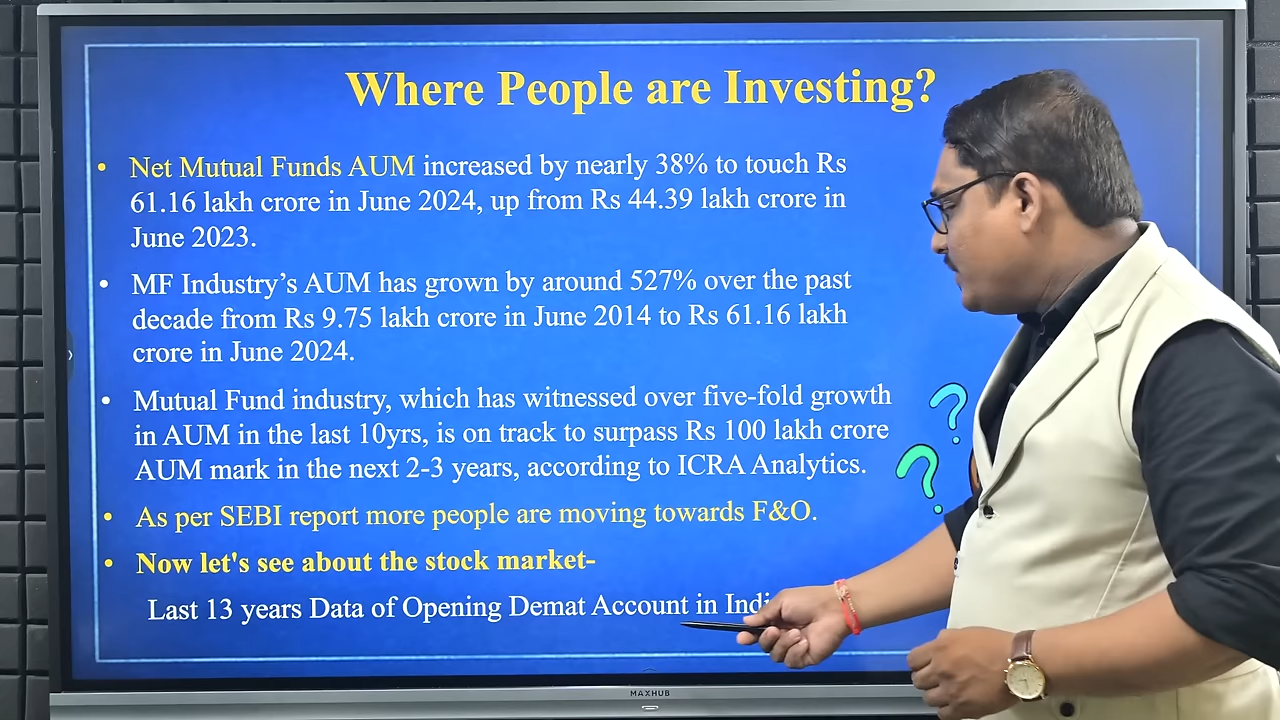 Where People are Investing?
• Net Mutual Funds AUM increased by nearly 38% to touch Rs
61.16 lakh crore in June 2024, up from Rs 44.39 lakh crore in
June 2023.
• MF Industry’s AUM has grown by around 527% over the past
decade from Rs 9.75 lakh crore in June 2014 to Rs 61.16 lakh
crore in June 2024.
• Mutual Fund industry, which has witnessed over five-fold growth
in AUM in the last 10yrs, is on track to surpass Rs 100 lakh crore
AUM mark in the next 2-3 years, according to ICRA Analytics.
• As per SEBI report more people are moving towards F&O.
• Now let's see about the stock market-
Last 13 years Data of Opening Demat Account in
? ?
MAXHUB